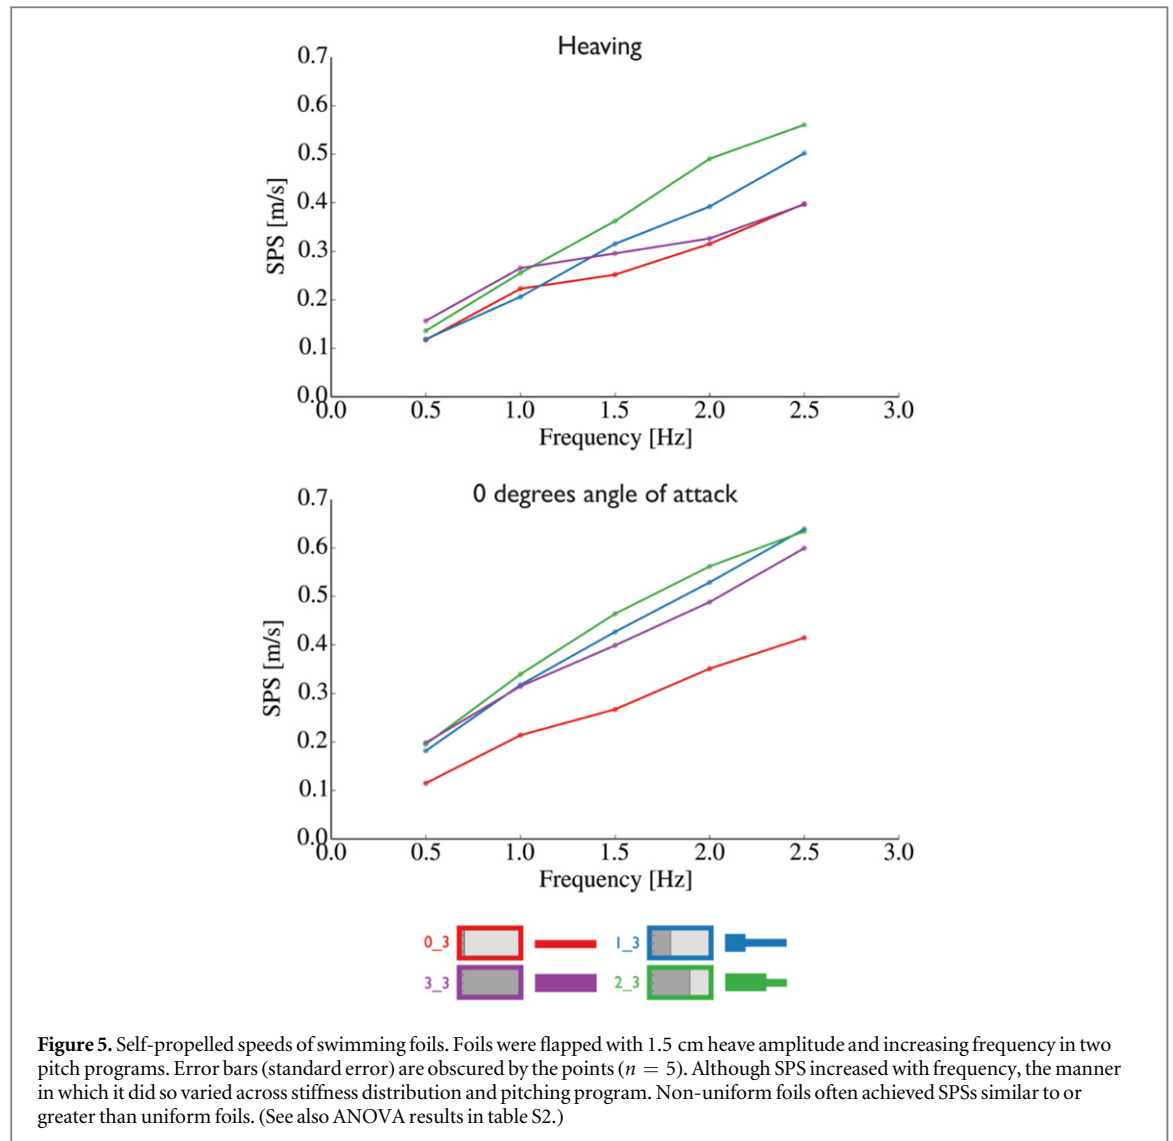 Heaving
0.7
0.6
0.5
0.4
0.3
0.2
0.1
0.0
SPS [m/s]
0.0 0.5 1.0 1.5 2.0 2.5 3.0
Frequency [Hz]
0 degrees angle of attack
0.7
0.6
0.5
0.4
0.3
0.2
0.1
0.0
SPS [m/s]
0.0 0.5 1.0 1.5 2.0 2.5 3.0
Frequency [Hz]
0_3 1_3
3_3 2_3
Figure 5. Self-propelled speeds of swimming foils. Foils were flapped with 1.5 cm heave amplitude and increasing frequency in two
pitch programs. Error bars (standard error) are obscured by the points (n = 5). Although SPS increased with frequency, the manner
in which it did so varied across stiffness distribution and pitching program. Non-uniform foils often achieved SPSs similar to or
greater than uniform foils. (See also ANOVA results in table S2.)